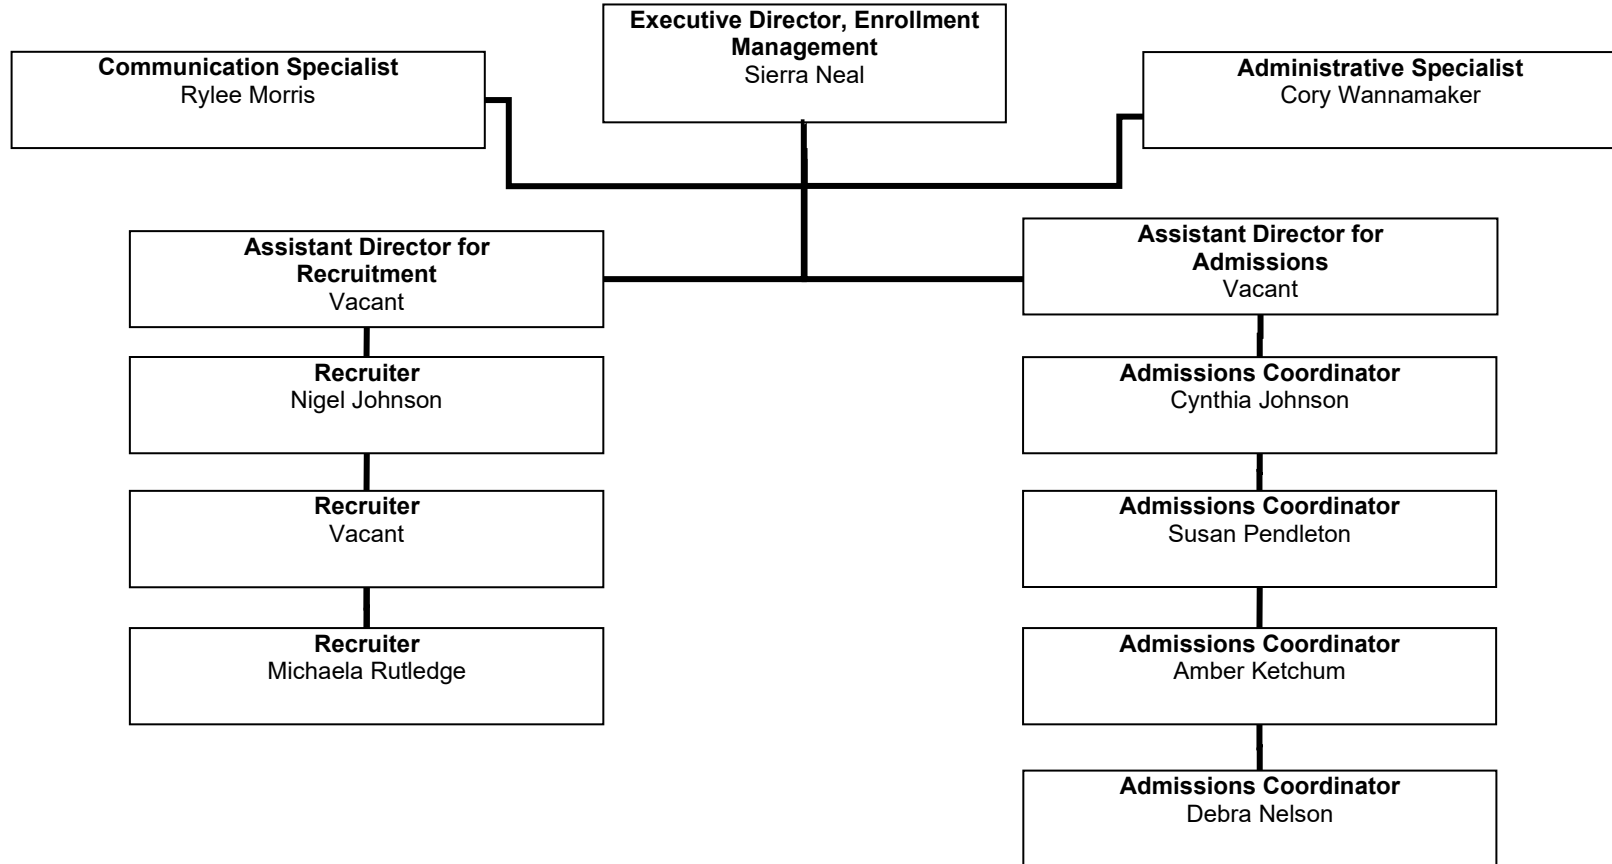 Executive Director, Enrollment
Management
Sierra Neal
Communication Specialist
Rylee Morris
Administrative Specialist
Cory Wannamaker
Assistant Director for
Recruitment
Vacant
Assistant Director for
Admissions
Vacant
Recruiter
Nigel Johnson
Admissions Coordinator
Cynthia Johnson
Recruiter
Vacant
Admissions Coordinator
Susan Pendleton
Recruiter
Michaela Rutledge
Admissions Coordinator
Amber Ketchum
Admissions Coordinator
Debra Nelson